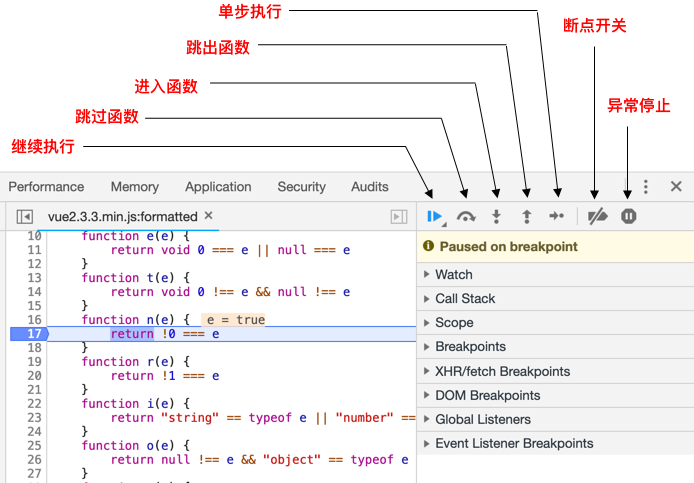 单步执行
断点开关
跳出函数
进入函数
异常停止
跳过函数
继续执行
Performance Memory Application Security Audits
vue2.3.3.min.js:formatted
10 function e(e) {
11 return void 0 === e || null === e
12 }
13 function t(e) {
14 return void 0 !== e && null !== e
15 }
16 function n(e) { e = true
17 return !0 === e
18 }
19 function r(e) {
20 return !1 === e
21 }
22 function i(e) {
23 return "string" == typeof e || "number" ==
24 }
25 function o(e) {
26 return null !== e && "object" == typeof e
27 }
Paused on breakpoint
Watch
Call Stack
Scope
Breakpoints
XHR/fetch Breakpoints
DOM Breakpoints
Global Listeners
Event Listener Breakpoints